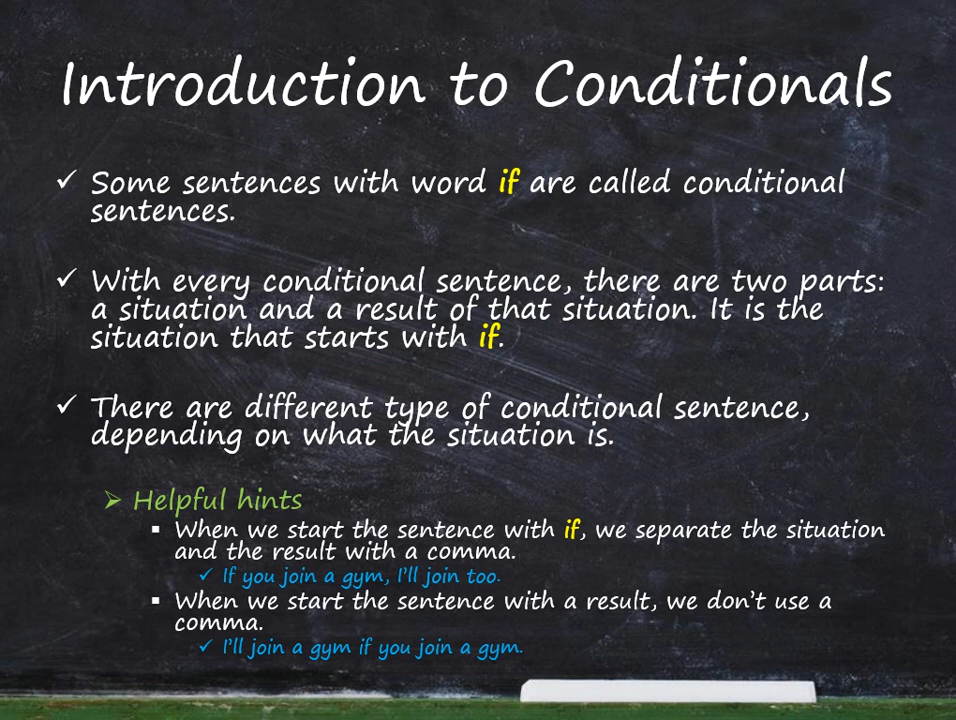 Introduction to Conditionals
Some sentences with word if are called conditional
sentences.
With every conditional sentence, there are two parts:
a situation and a result of that situation. It is the
situation that starts with if.
There are different type of conditional sentence,
depending on what the situation is.
Helpful hints
When we start the sentence with if, we separate the situation
and the result with a comma.
If you join a gym, I'll join too.
When we start the sentence with a result, we don't use a
comma.
I'll join a gym if you join a gym.